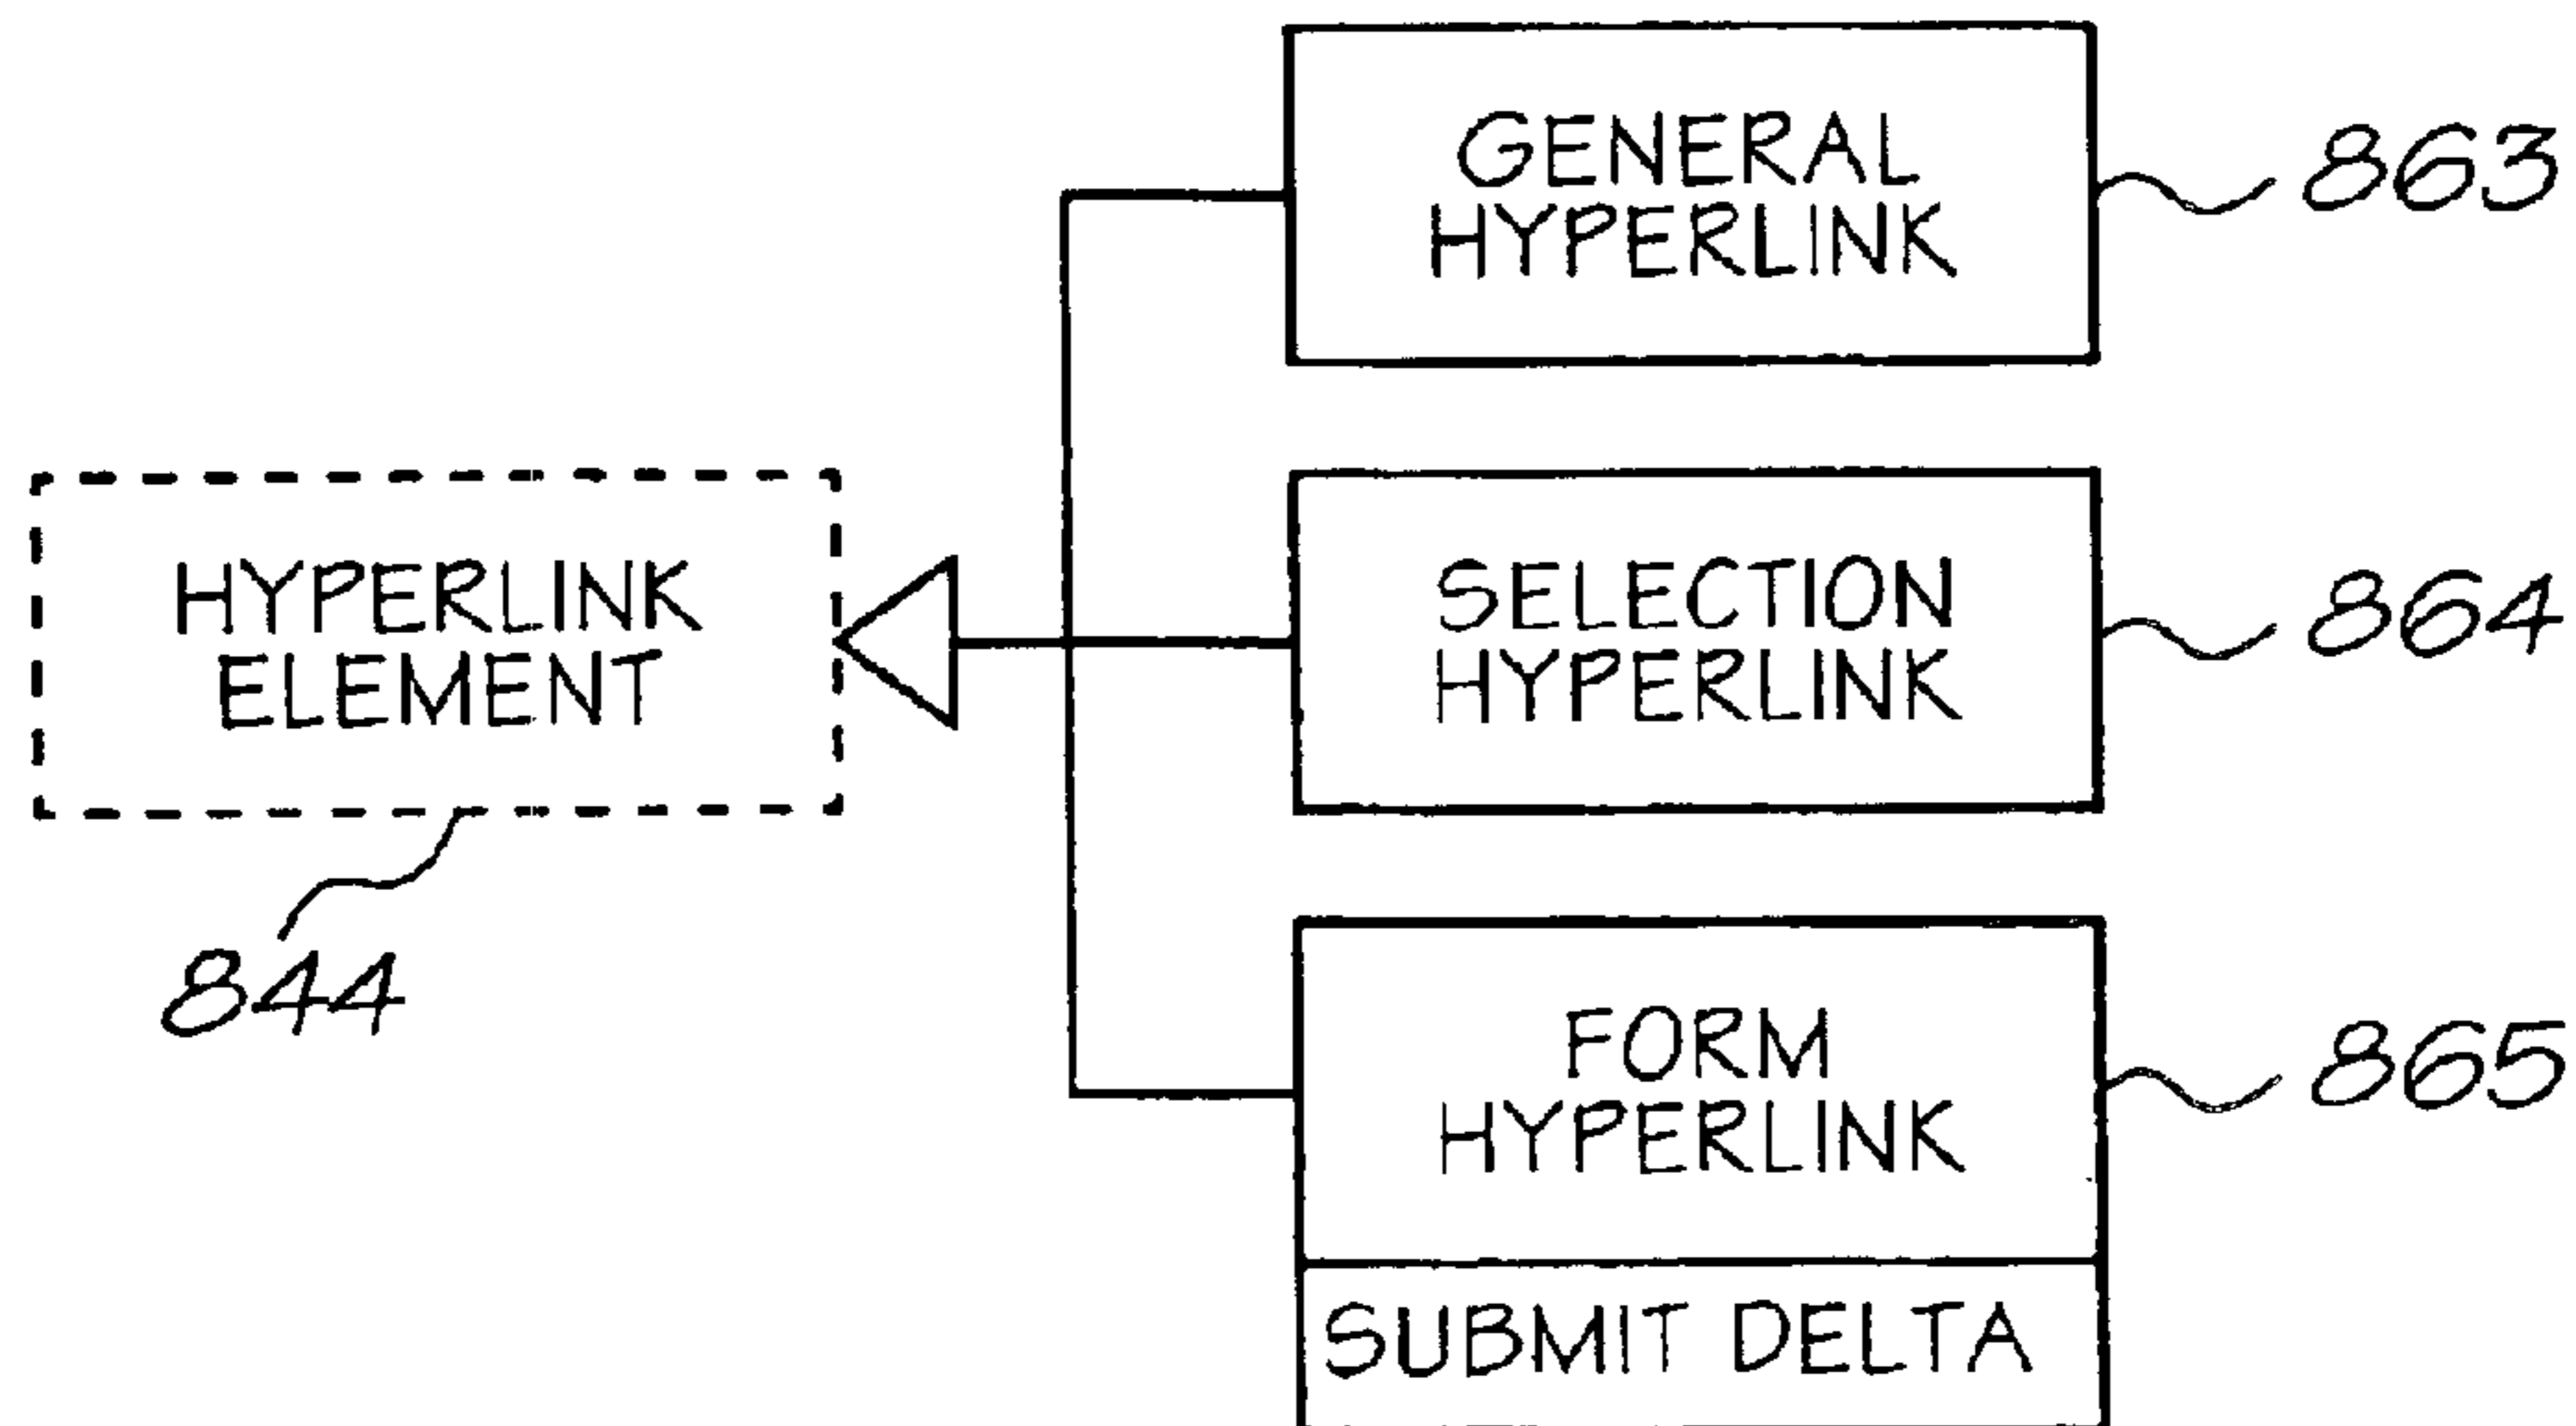 GENERAL
HYPERLINK
863
HYPERLINK
ELEMENT
844
SELECTION
HYPERLINK
864
FORM
HYPERLINK
865
SUBMIT DELTA